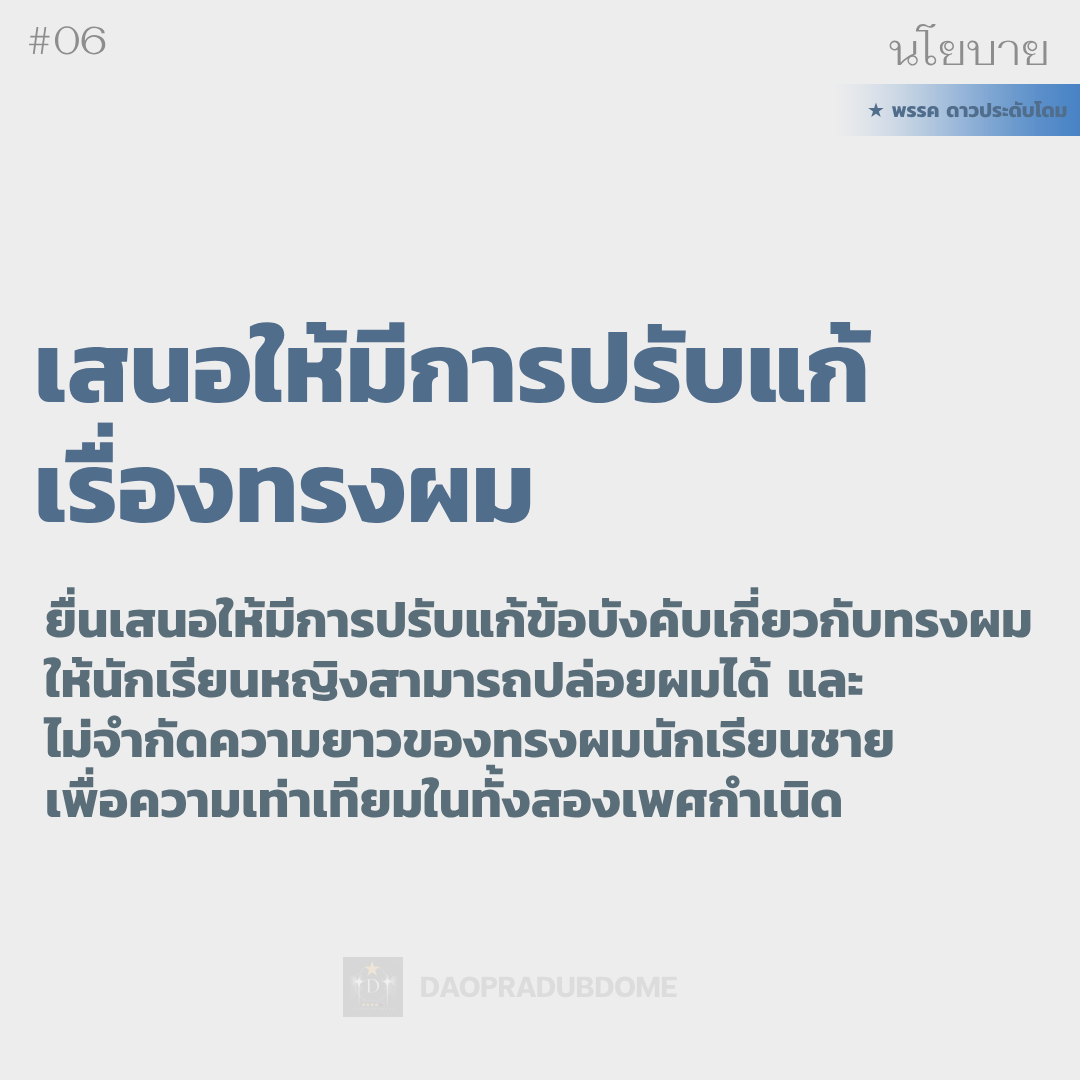 #06
นโยบาย
★ พรรค ดาวประดับโดม
เสนอให้มีการปรับแก้
เรื่องทรงผม
ยื่นเสนอให้มีการปรับแก้ข้อบังคับเกี่ยวกับทรงผม
ให้นักเรียนหญิงสามารถปล่อยผมได้ และ
ไม่จำกัดความยาวของทรงผมนักเรียนชาย
เพื่อความเท่าเทียมในทั้งสองเพศกำเนิด
D
DAOPRADUBDOME